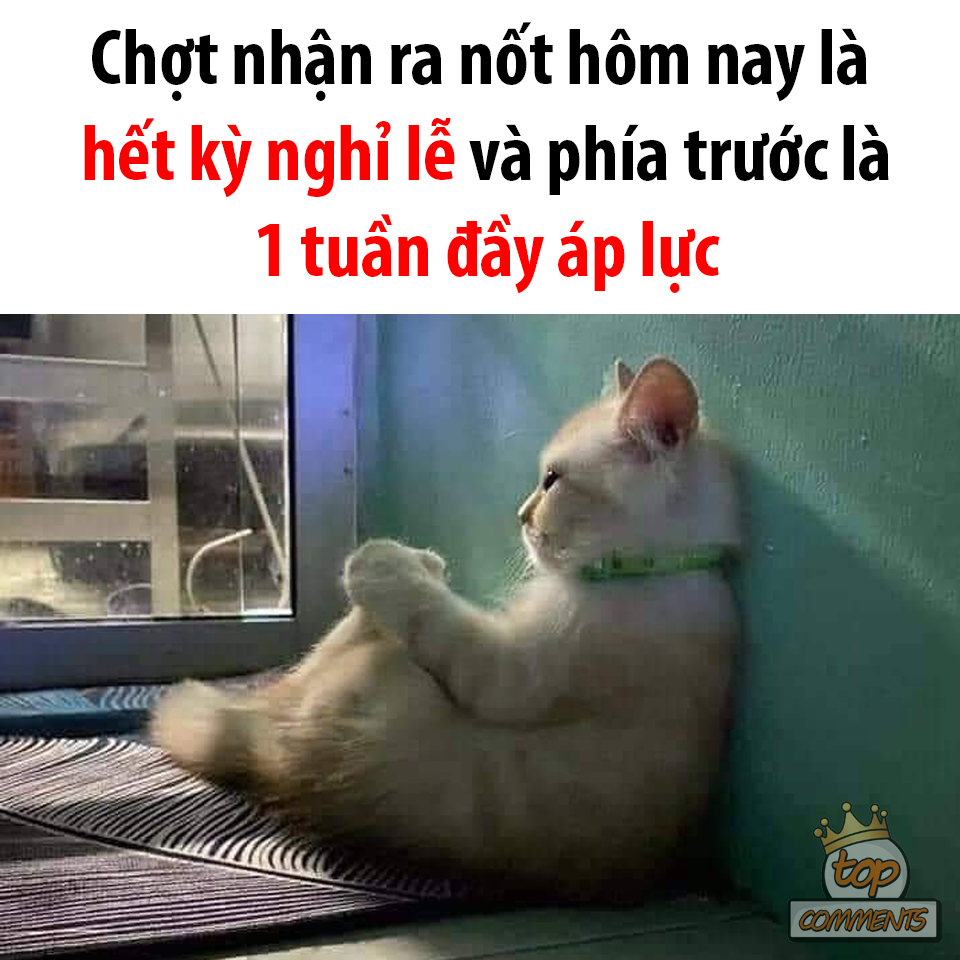 Chợt nhận ra nốt hôm nay là
hết kỳ nghỉ lễ và phía trước là
1 tuần đầy áp lực
top
COMMENTS